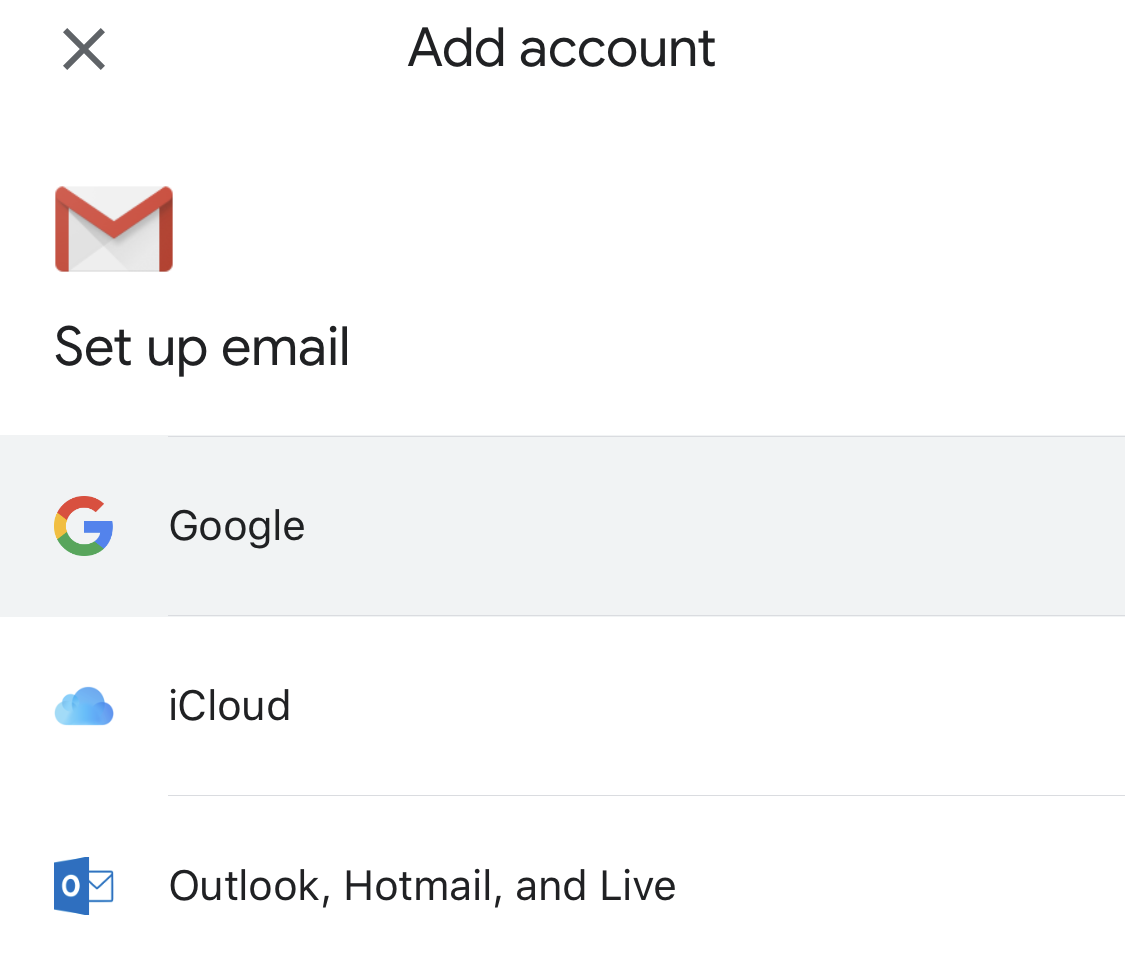 Add account
Set up email
Google
iCloud
Outlook, Hotmail, and Live